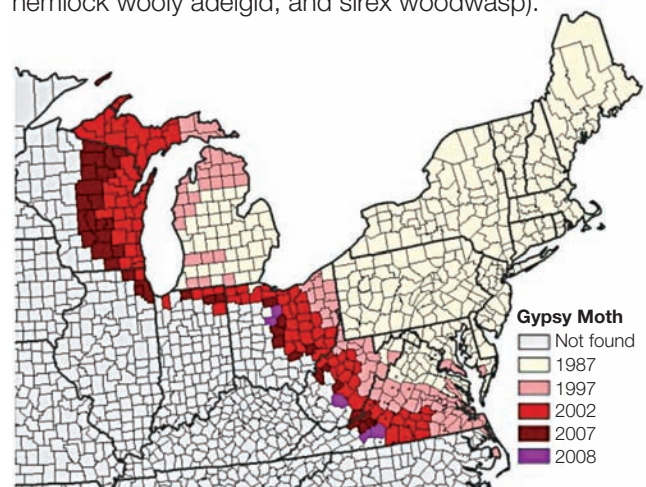 hemlock wooly adelgid, and sirex woodwasp).
Gypsy Moth
Not found
1987
1997
2002
2007
2008